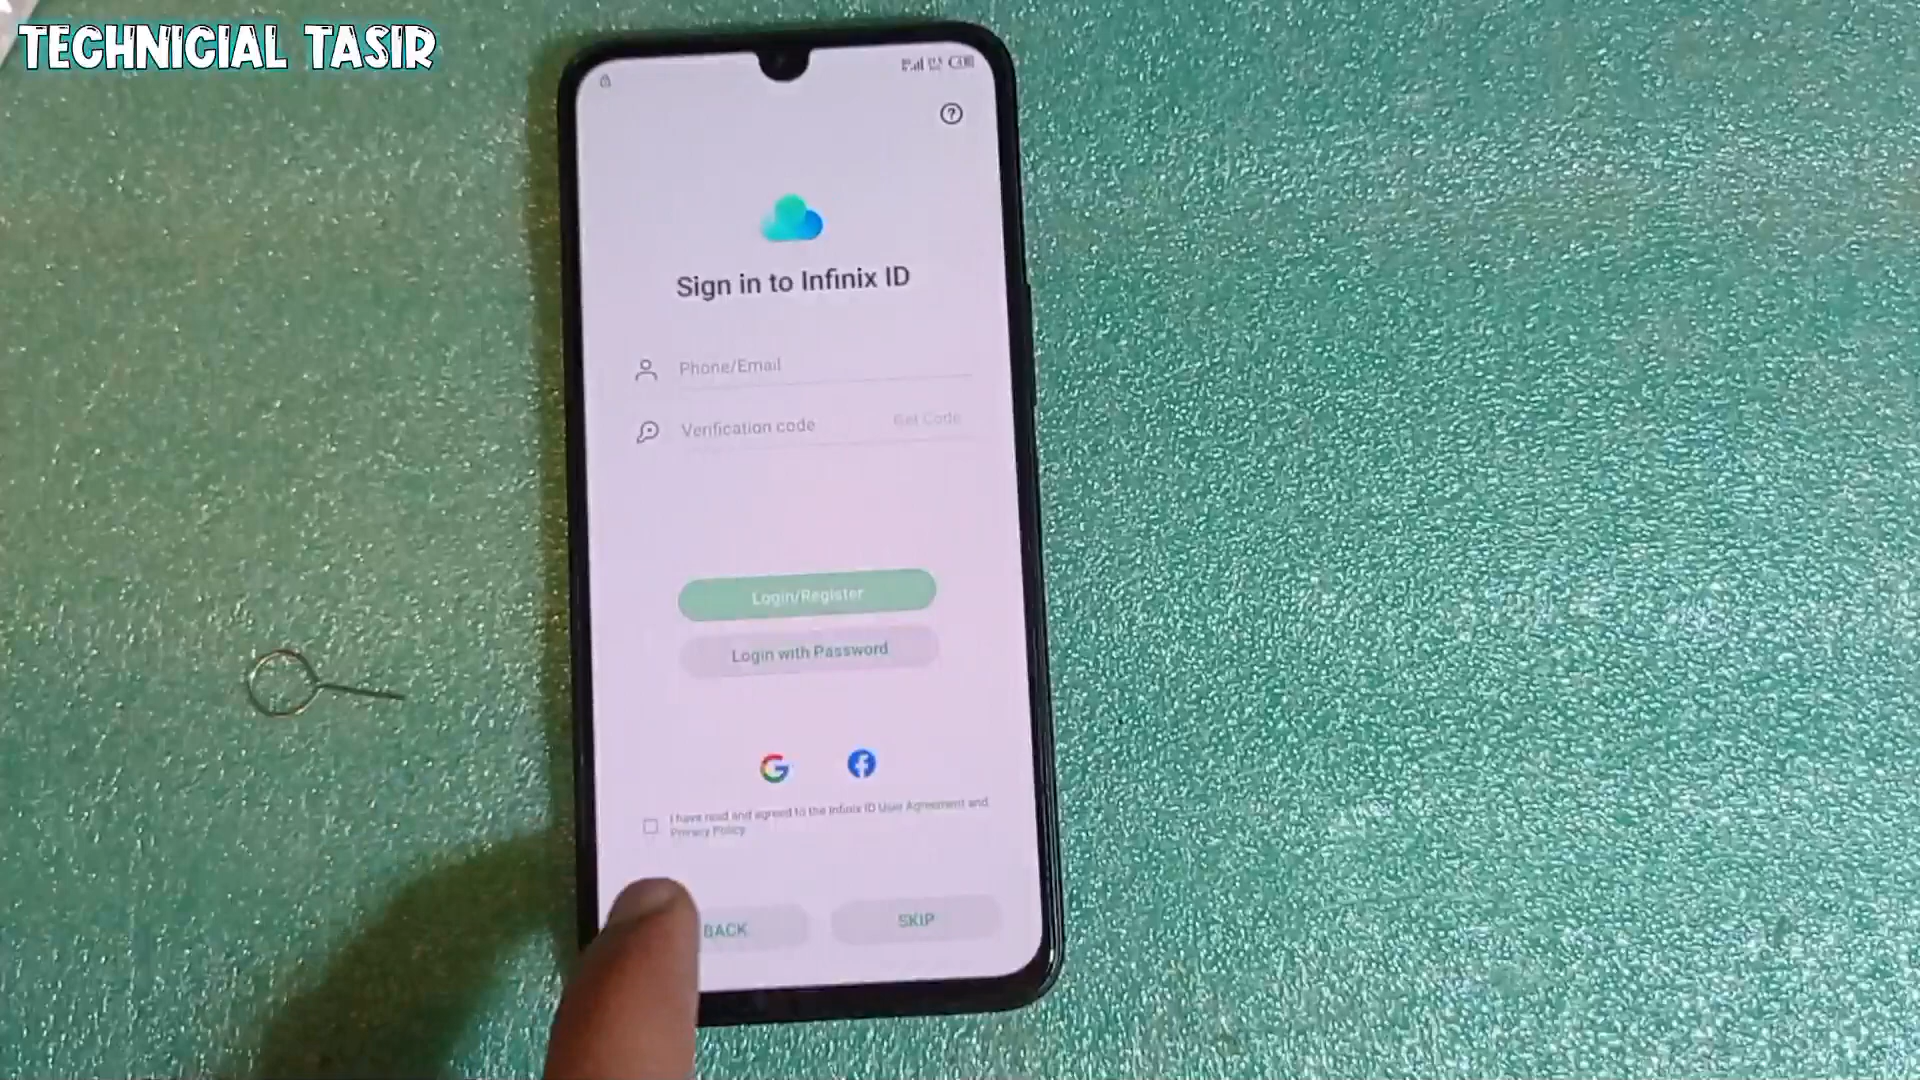 TECHNICIAL TASIR
Sign in to Infinix ID
Phone/Email
Verification code Get Code
Login/Register
Login with Password
I have read and agreed to the Infinix ID User Agreement and
Privacy Policy
BACK SKIP